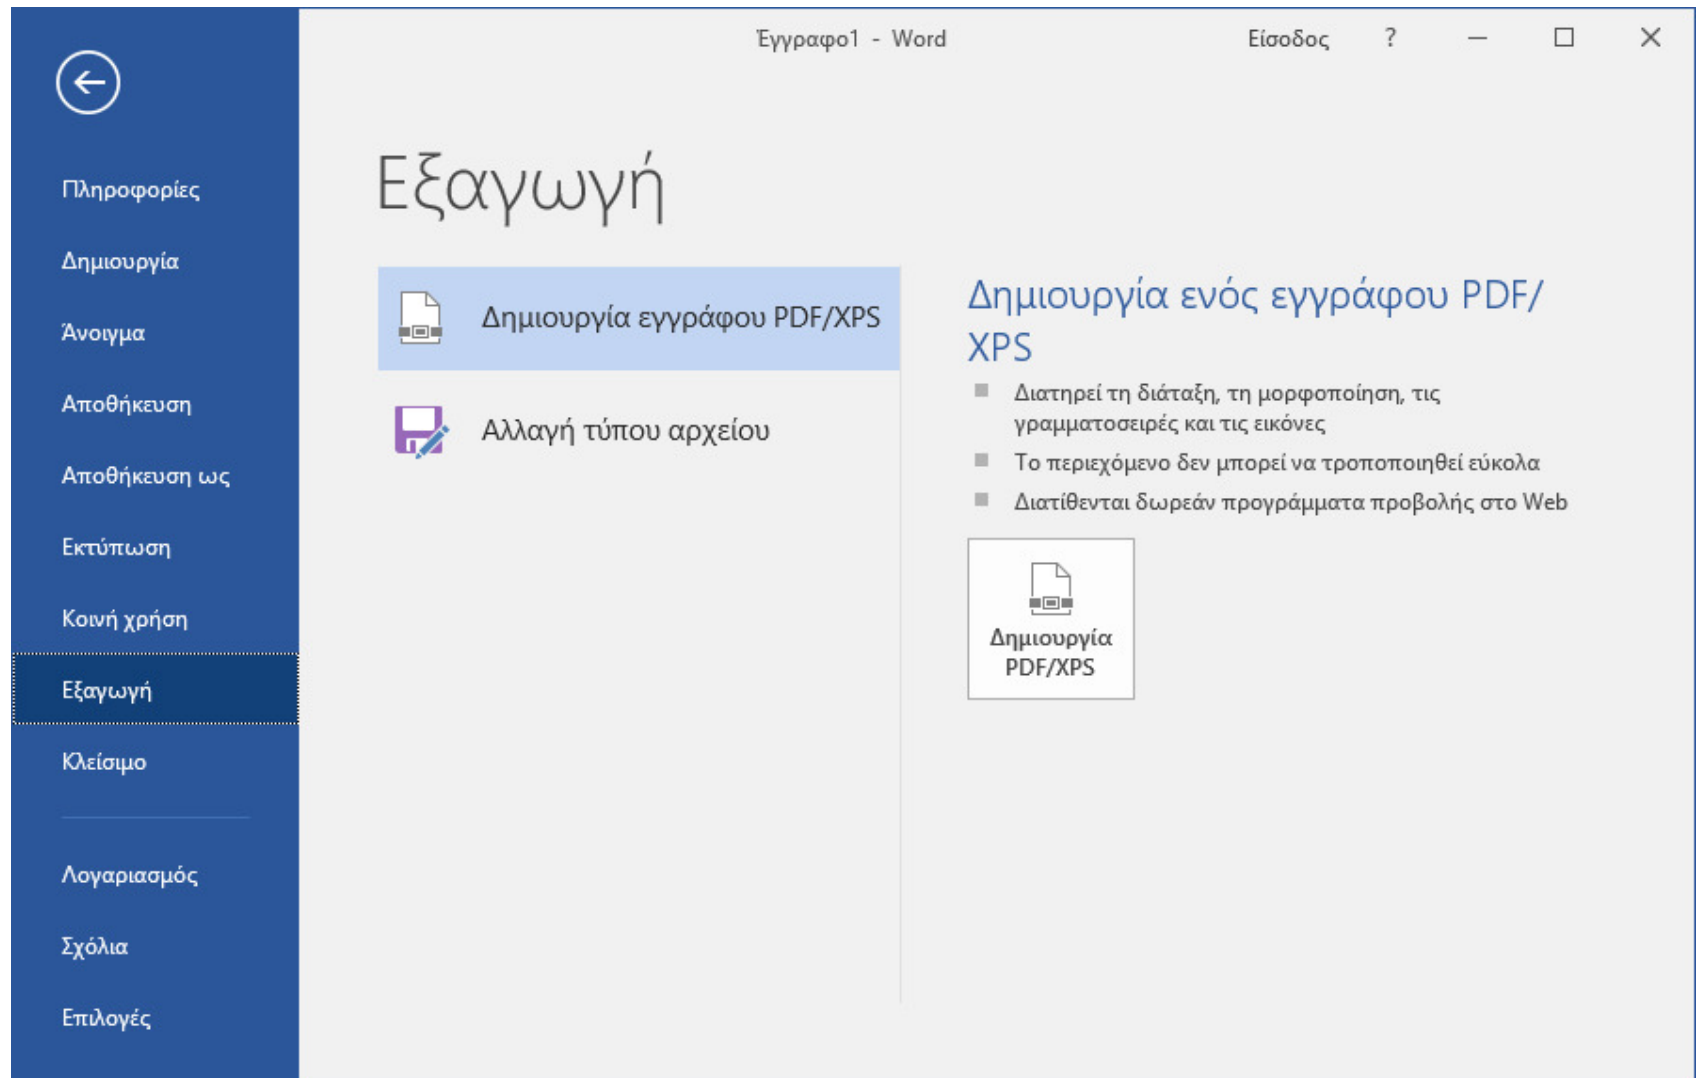 Έγγραφο1 - Word
Είσοδος ?
Πληροφορίες
Δημιουργία
Άνοιγμα
Αποθήκευση
Αποθήκευση ως
Εκτύπωση
Κοινή χρήση
Εξαγωγή
Κλείσιμο
Λογαριασμός
Σχόλια
Επιλογές
Εξαγωγή
Δημιουργία εγγράφου PDF/XPS
Αλλαγή τύπου αρχείου
Δημιουργία ενός εγγράφου PDF/
XPS
Διατηρεί τη διάταξη, τη μορφοποίηση, τις
γραμματοσειρές και τις εικόνες
Το περιεχόμενο δεν μπορεί να τροποποιηθεί εύκολα
Διατίθενται δωρεάν προγράμματα προβολής στο Web
Δημιουργία
PDF/XPS